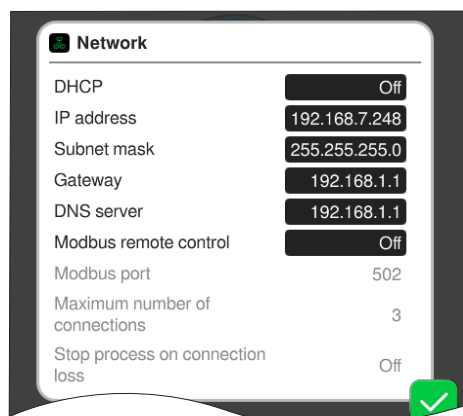 Network
DHCP Off
IP address 192.168.7.248
Subnet mask 255.255.255.0
Gateway 192.168.1.1
DNS server 192.168.1.1
Modbus remote control Off
Modbus port 502
Maximum number of
connections 3
Stop process on connection
loss Off